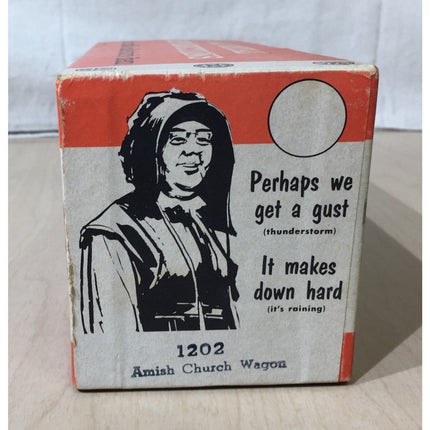 Perhaps we
get a gust
(thunderstorm)
It makes
down hard
(it's raining)
1202
Amish Church Wagon